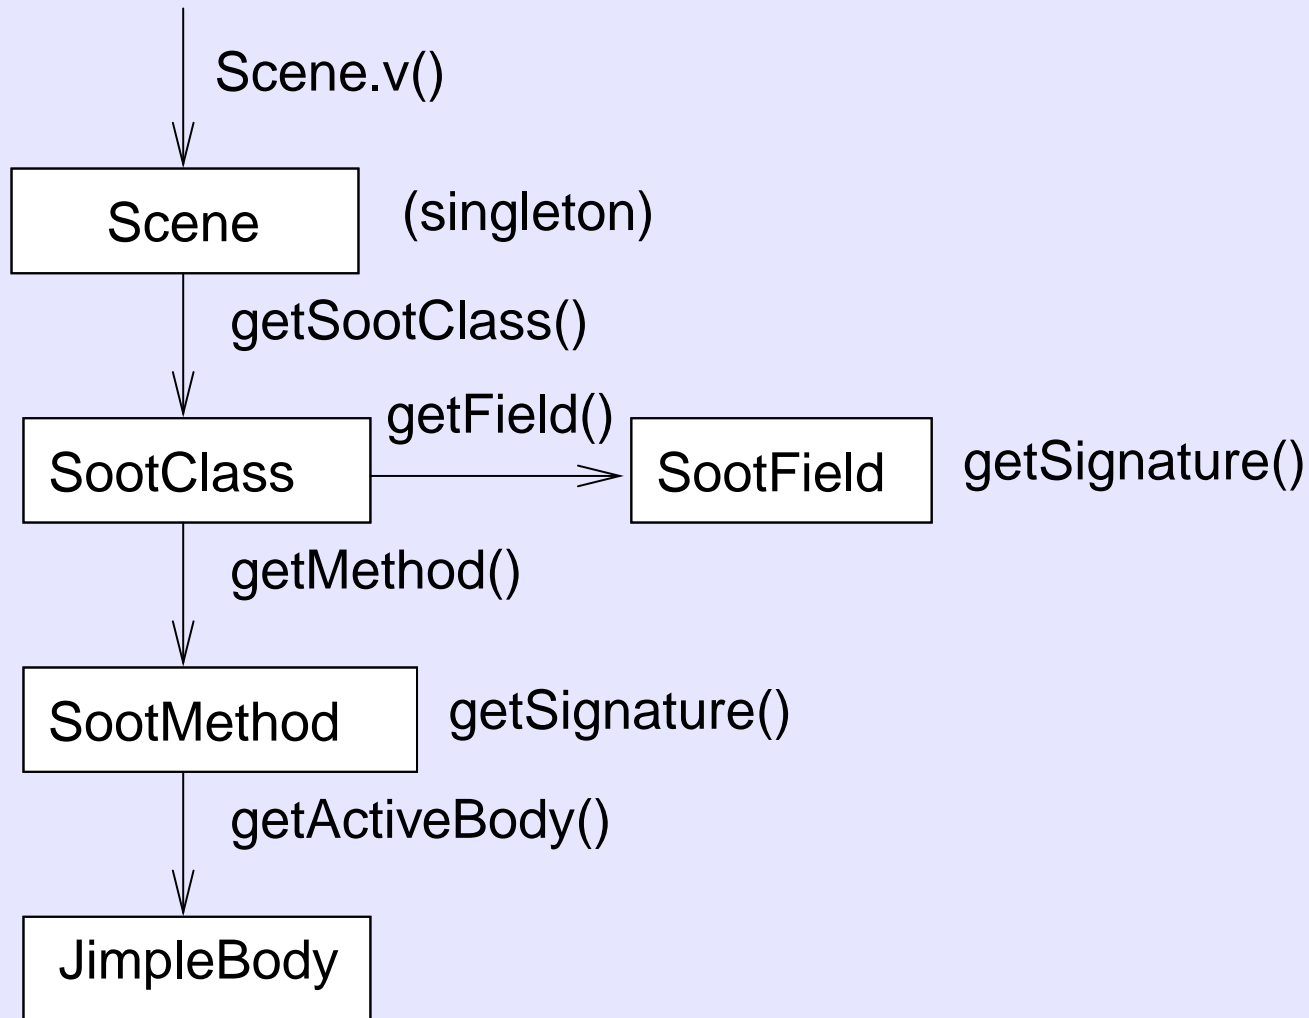 Scene.v()
Scene
(singleton)
getSootClass()
getField()
SootClass
SootField
getSignature()
getMethod()
SootMethod
getSignature()
getActiveBody()
JimpleBody